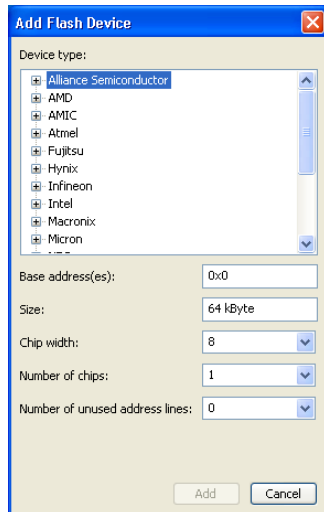 Add Flash Device
Device type:
Alliance Semiconductor
AMD
AMIC
Atmel
Fujitsu
Hynix
Infineon
Intel
Macronix
Micron
Base address(es): 0x0
Size: 64 kByte
Chip width: 8
Number of chips: 1
Number of unused address lines: 0
Add Cancel